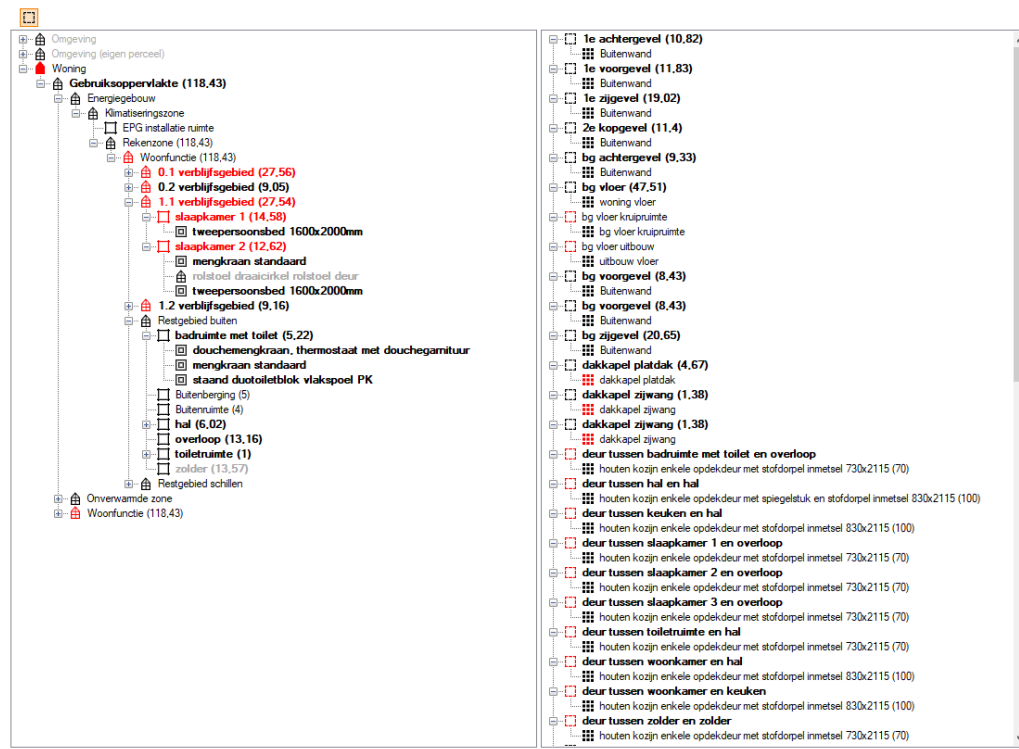 Omgeving
Omgeving (eigen perceel)
Woning
Gebruiksoppervlakte (118,43)
Energiegebouw
Klimatiseringszone
EPG installatie ruimte
Rekenzone (118,43)
Woonfunctie (118,43)
0.1 verblijfsgebied (27,56)
0.2 verblijfsgebied (9,05)
1.1 verblijfsgebied (27,54)
slaapkamer 1 (14,58)
tweepersoonsbed 1600x2000mm
slaapkamer 2 (12,62)
mengkraan standaard
rolstoel draaicirkel rolstoel deur
tweepersoonsbed 1600x2000mm
1.2 verblijfsgebied (9,16)
Restgebied buiten
badruimte met toilet (5,22)
douchemengkraan, thermostaat met douchegarnituur
mengkraan standaard
staand duotoiletblok vlakspoel PK
Buitenberging (5)
Buitenruimte (4)
hal (6,02)
overloop (13,16)
toiletruimte (1)
zolder (13,57)
Restgebied schillen
Onverwarmde zone
Woonfunctie (118,43)
1e achtergevel (10,82)
Buitenwand
1e voorgevel (11,83)
Buitenwand
1e zijgevel (19,02)
Buitenwand
2e kopgevel (11,4)
Buitenwand
bg achtergevel (9,33)
Buitenwand
bg vloer (47,51)
woning vloer
bg vloer kruipruimte
bg vloer kruipruimte
bg vloer uitbouw
uitbouw vloer
bg voorgevel (8,43)
Buitenwand
bg voorgevel (8,43)
Buitenwand
bg zijgevel (20,65)
Buitenwand
dakkapel platdak (4,67)
dakkapel platdak
dakkapel zijwang (1,38)
dakkapel zijwang
dakkapel zijwang (1,38)
dakkapel zijwang
deur tussen badruimte met toilet en overloop
houten kozijn enkele opdekdeur met stofdorpel inmetsel 730x2115 (70)
deur tussen hal en hal
houten kozijn enkele opdekdeur met spiegelstuk en stofdorpel inmetsel 830x2115 (100)
deur tussen keuken en hal
houten kozijn enkele opdekdeur met stofdorpel inmetsel 830x2115 (100)
deur tussen slaapkamer 1 en overloop
houten kozijn enkele opdekdeur met stofdorpel inmetsel 730x2115 (70)
deur tussen slaapkamer 2 en overloop
houten kozijn enkele opdekdeur met stofdorpel inmetsel 730x2115 (70)
deur tussen slaapkamer 3 en overloop
houten kozijn enkele opdekdeur met stofdorpel inmetsel 730x2115 (70)
deur tussen toiletruimte en hal
houten kozijn enkele opdekdeur met stofdorpel inmetsel 730x2115 (70)
deur tussen woonkamer en hal
houten kozijn enkele opdekdeur met stofdorpel inmetsel 830x2115 (100)
deur tussen woonkamer en keuken
houten kozijn enkele opdekdeur met stofdorpel inmetsel 830x2115 (100)
deur tussen zolder en zolder
houten kozijn enkele opdekdeur met stofdorpel inmetsel 730x2115 (70)